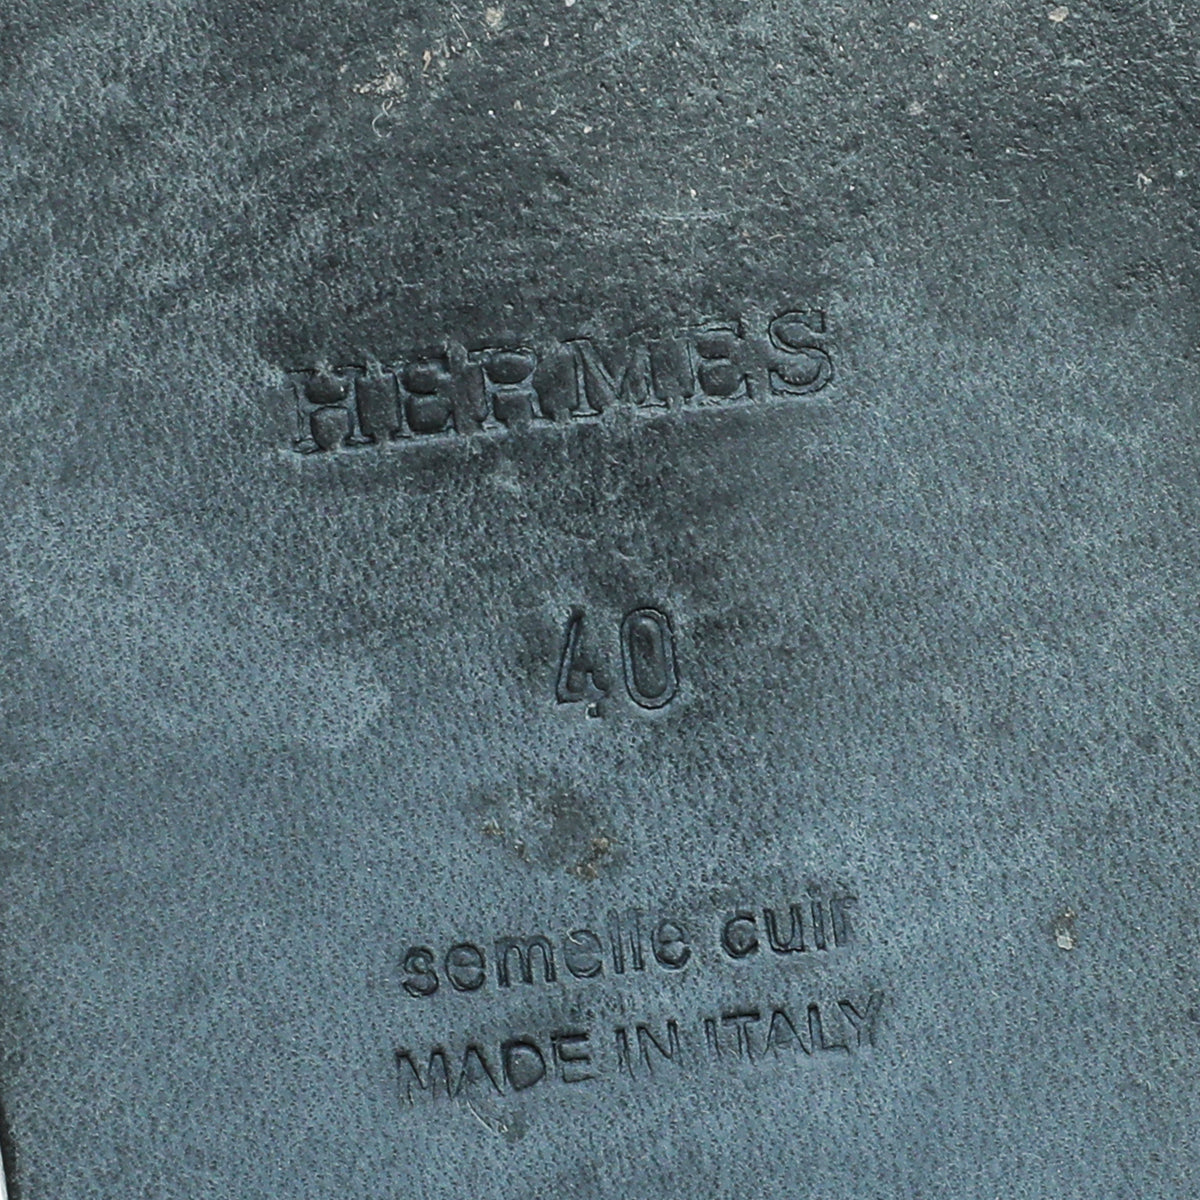 HERMES
40
semelle cuir
MADE IN ITALY